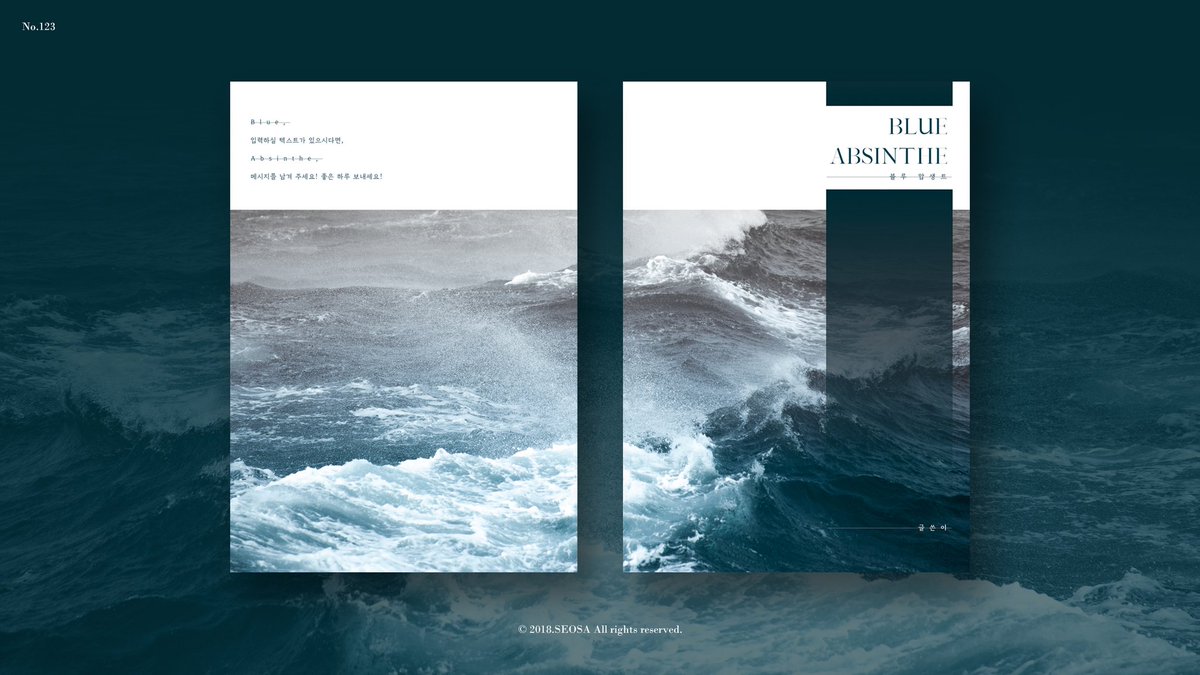 No.123
Blue,
입력하실 텍스트가 있으시다면,
Absinthe,
메시지를 남겨 주세요! 좋은 하루 보내세요!
BLUE
ABSINTHE
블루 압생트
글쓴이
© 2018.SEOSA All rights reserved.